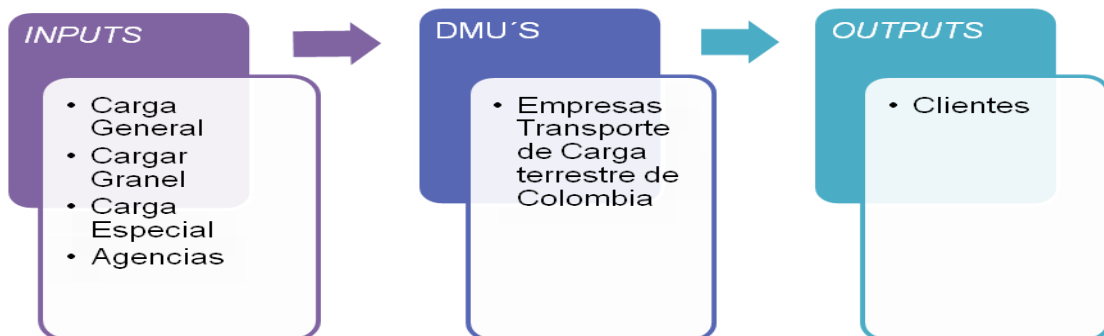 INPUTS
• Carga
General
• Cargar
Granel
• Carga
Especial
• Agencias
DMU´S
• Empresas
Transporte
de Carga
terrestre de
Colombia
OUTPUTS
• Clientes